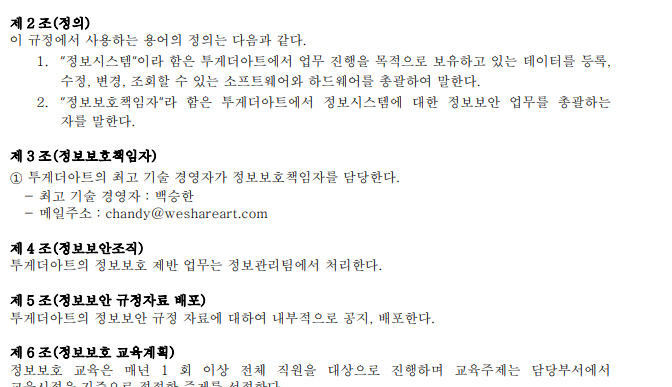 제 2 조(정의)
이 규정에서 사용하는 용어의 정의는 다음과 같다.
1. "정보시스템"이라 함은 투게더아트에서 업무 진행을 목적으로 보유하고 있는 데이터를 등록,
수정, 변경, 조회할 수 있는 소프트웨어와 하드웨어를 총괄하여 말한다.
2. "정보보호책임자"라 함은 투게더아트에서 정보시스템에 대한 정보보안 업무를 총괄하는
자를 말한다.
제 3 조(정보보호책임자)
① 투게더아트의 최고 기술 경영자가 정보보호책임자를 담당한다.
- 최고 기술 경영자 : 백승한
- 메일주소 : chandy@weshareart.com
제 4 조(정보보안조직)
투게더아트의 정보보호 제반 업무는 정보관리팀에서 처리한다.
제 5 조(정보보안 규정자료 배포)
투게더아트의 정보보안 규정 자료에 대하여 내부적으로 공지, 배포한다.
제 6 조(정보보호 교육계획)
정보보호 교육은 매년 1 회 이상 전체 직원을 대상으로 진행하며 교육주제는 담당부서에서